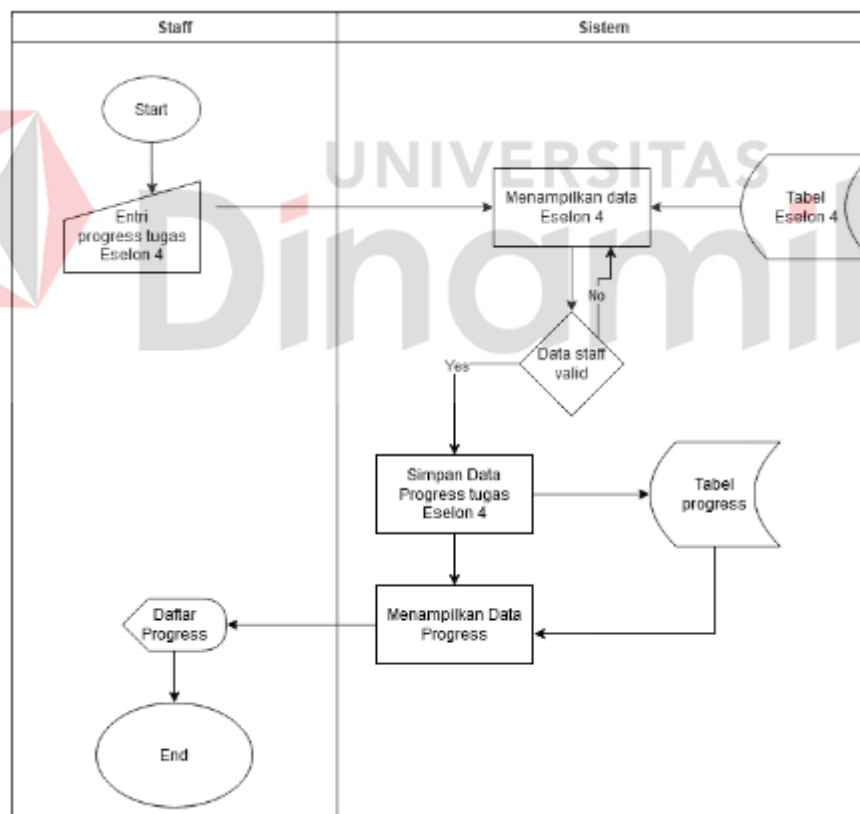 Staff
Sistem
Start
UNIVERSITAS
Dinamik
Entri
progress tugas
Eselon 4
Menampilkan data
Eselon 4
Tabel
Eselon 4
No
Data staff
valid
Yes
Simpan Data
Progress tugas
Eselon 4
Tabel
progress
Daftar
Progress
Menampilkan Data
Progress
End